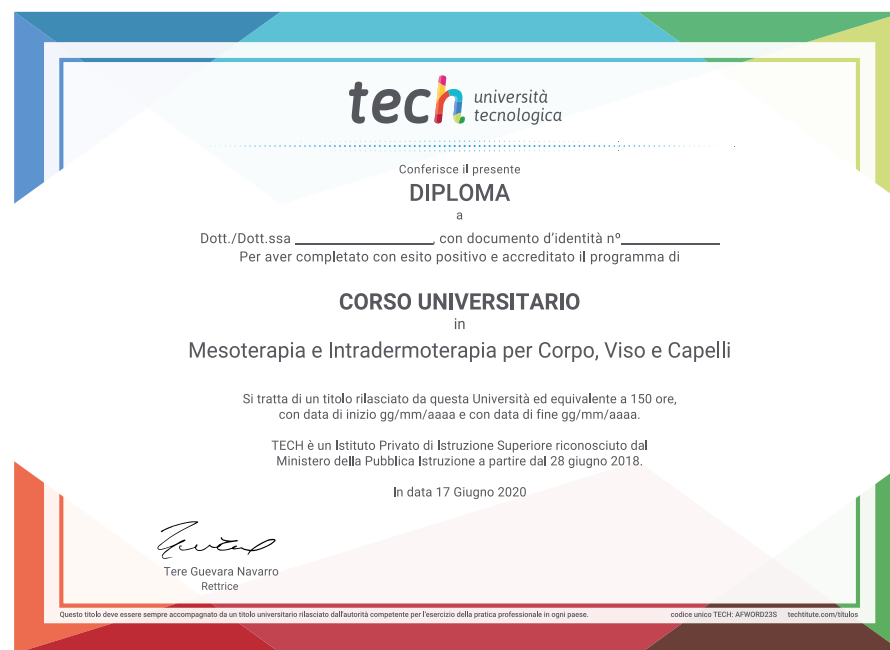 tech università
tecnologica
Conferisce il presente
DIPLOMA
a
Dott./Dott.ssa ________________, con documento d'identità nº____________
Per aver completato con esito positivo e accreditato il programma di
CORSO UNIVERSITARIO
in
Mesoterapia e Intradermoterapia per Corpo, Viso e Capelli
Si tratta di un titolo rilasciato da questa Università ed equivalente a 150 ore,
con data di inizio gg/mm/aaaa e con data di fine gg/mm/aaaa.
TECH è un Istituto Privato di Istruzione Superiore riconosciuto dal
Ministero della Pubblica Istruzione a partire dal 28 giugno 2018.
In data 17 Giugno 2020
Tere Guevara Navarro
Rettrice
Questo titolo deve essere sempre accompagnato da un titolo universitario rilasciato dall'autorità competente per l'esercizio della pratica professionale in ogni paese. codice unico TECH: AFWORD23S techtitute.com/titulos